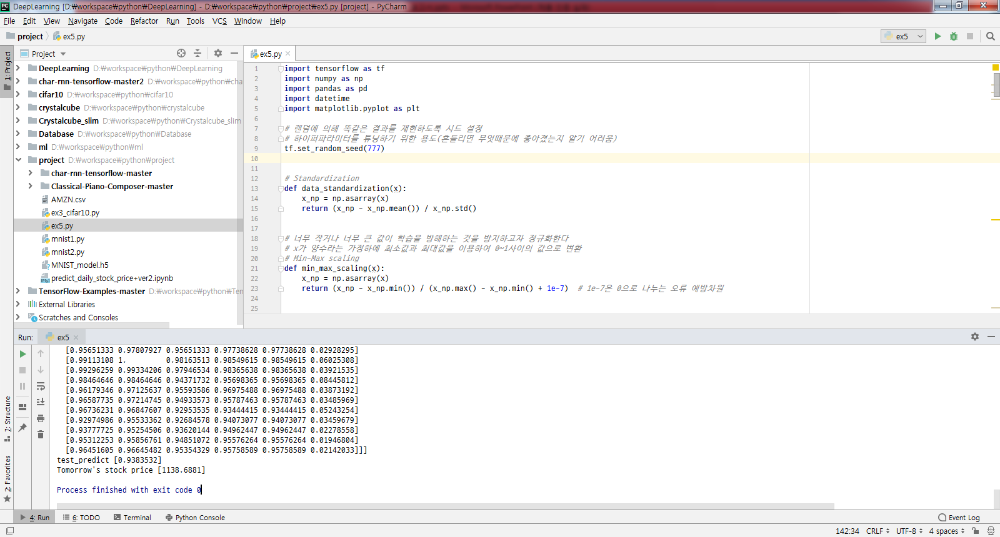 DeepLearning [D:₩workspace₩python₩DeepLearning] - D:₩workspace₩python₩project₩ex5.py [project] - PyCharm
File Edit View Navigate Code Refactor Run Tools VCS Window Help
project ex5.py ex5
1: Project
Project
DeepLearning D:₩workspace₩python₩DeepLearning
char-rnn-tensorflow-master2 D:₩workspace₩python₩cha
cifar10 D:₩workspace₩python₩cifar10
crystalcube D:₩workspace₩python₩crystalcube
Crystalcube_slim D:₩workspace₩python₩Crystalcube_slim
Database D:₩workspace₩python₩Database
ml D:₩workspace₩python₩ml
project D:₩workspace₩python₩project
char-rnn-tensorflow-master
Classical-Piano-Composer-master
AMZN.csv
ex3_cifar10.py
ex5.py
mnist1.py
mnist2.py
MNIST_model.h5
predict_daily_stock_price+ver2.ipynb
TensorFlow-Examples-master D:₩workspace₩python₩Ten
External Libraries
Scratches and Consoles
ex5.py
1 import tensorflow as tf
2 import numpy as np
3 import pandas as pd
4 import datetime
5 import matplotlib.pyplot as plt
6
7 # 랜덤에 의해 똑같은 결과를 재현하도록 시드 설정
8 # 하이퍼파라미터를 튜닝하기 위한 용도(흔들리면 무엇때문에 좋아졌는지 알기 어려움)
9 tf.set_random_seed(777)
10
11
12 # Standardization
13 def data_standardization(x):
14 x_np = np.asarray(x)
15 return (x_np - x_np.mean()) / x_np.std()
16
17
18 # 너무 작거나 너무 큰 값이 학습을 방해하는 것을 방지하고자 정규화한다
19 # x가 양수라는 가정하에 최소값과 최대값을 이용하여 0~1사이의 값으로 변환
20 # Min-Max scaling
21 def min_max_scaling(x):
22 x_np = np.asarray(x)
23 return (x_np - x_np.min()) / (x_np.max() - x_np.min() + 1e-7) # 1e-7은 0으로 나누는 오류 예방차원
24
25
Run: ex5
[0.95651333 0.97807927 0.95651333 0.97738628 0.97738628 0.02928295]
[0.99113108 1. 0.98163513 0.98549615 0.98549615 0.06025308]
[0.99296259 0.99334206 0.97946534 0.98365638 0.98365638 0.03921535]
[0.98464646 0.98464646 0.94371732 0.95698365 0.95698365 0.08445812]
[0.96179346 0.97125637 0.95593586 0.96975488 0.96975488 0.03873192]
[0.96587735 0.97214745 0.94933573 0.95787463 0.95787463 0.03485969]
[0.96736231 0.96847607 0.92953535 0.93444415 0.93444415 0.05243254]
[0.92974986 0.95533362 0.92684578 0.94073077 0.94073077 0.03459679]
[0.93777725 0.95254506 0.93620144 0.94962447 0.94962447 0.02278558]
[0.95312253 0.95856761 0.94851072 0.95576264 0.95576264 0.01946804]
[0.96451605 0.96645482 0.95354329 0.95758589 0.95758589 0.02142033]]]
test_predict [0.9383532]
Tomorrow's stock price [1138.6881]
Process finished with exit code 0
7: Structure
2: Favorites
4: Run 6: TODO Terminal Python Console Event Log
142:34 CRLF UTF-8 4 spaces